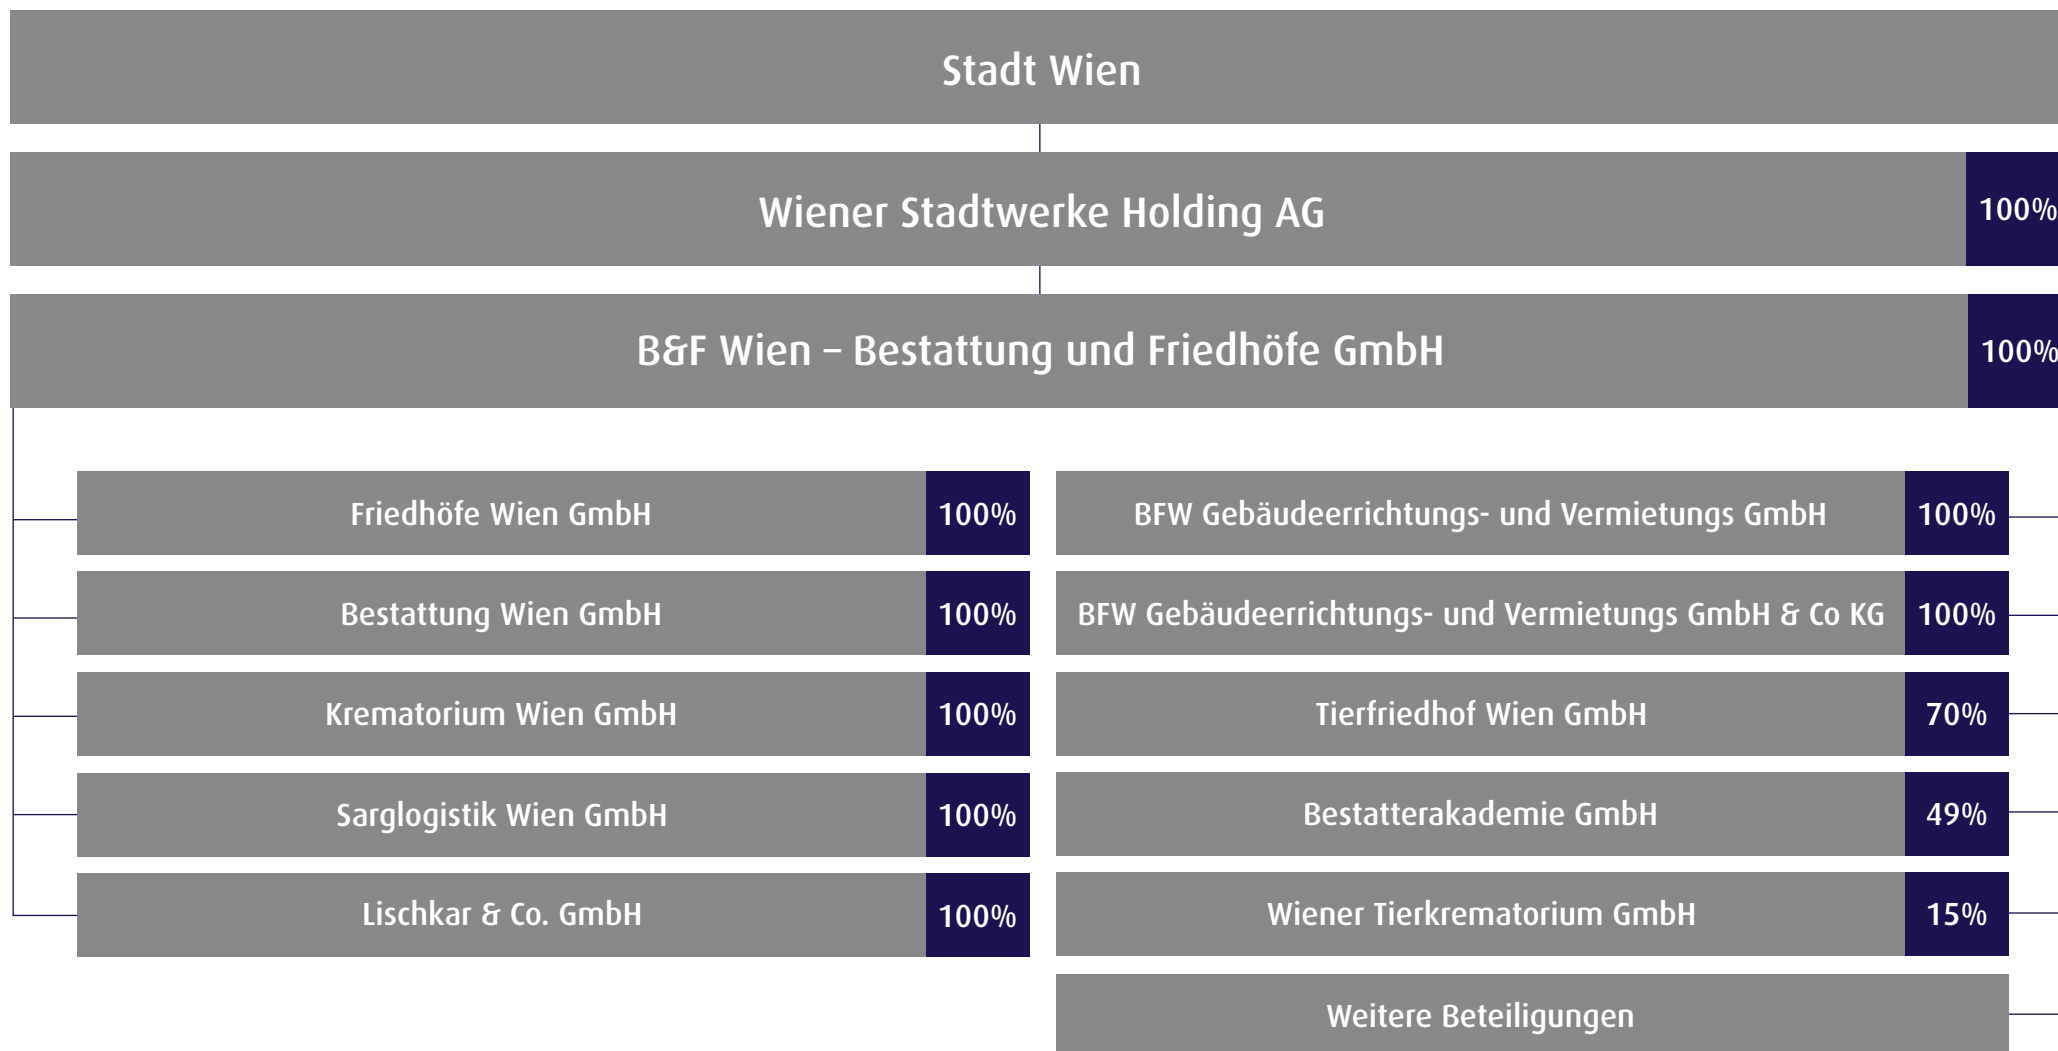 Stadt Wien
Wiener Stadtwerke Holding AG 100%
B&F Wien – Bestattung und Friedhöfe GmbH 100%
Friedhöfe Wien GmbH 100%
Bestattung Wien GmbH 100%
Krematorium Wien GmbH 100%
Sarglogistik Wien GmbH 100%
Lischkar & Co. GmbH 100%
BFW Gebäudeerrichtungs- und Vermietungs GmbH 100%
BFW Gebäudeerrichtungs- und Vermietungs GmbH & Co KG 100%
Tierfriedhof Wien GmbH 70%
Bestatterakademie GmbH 49%
Wiener Tierkrematorium GmbH 15%
Weitere Beteiligungen